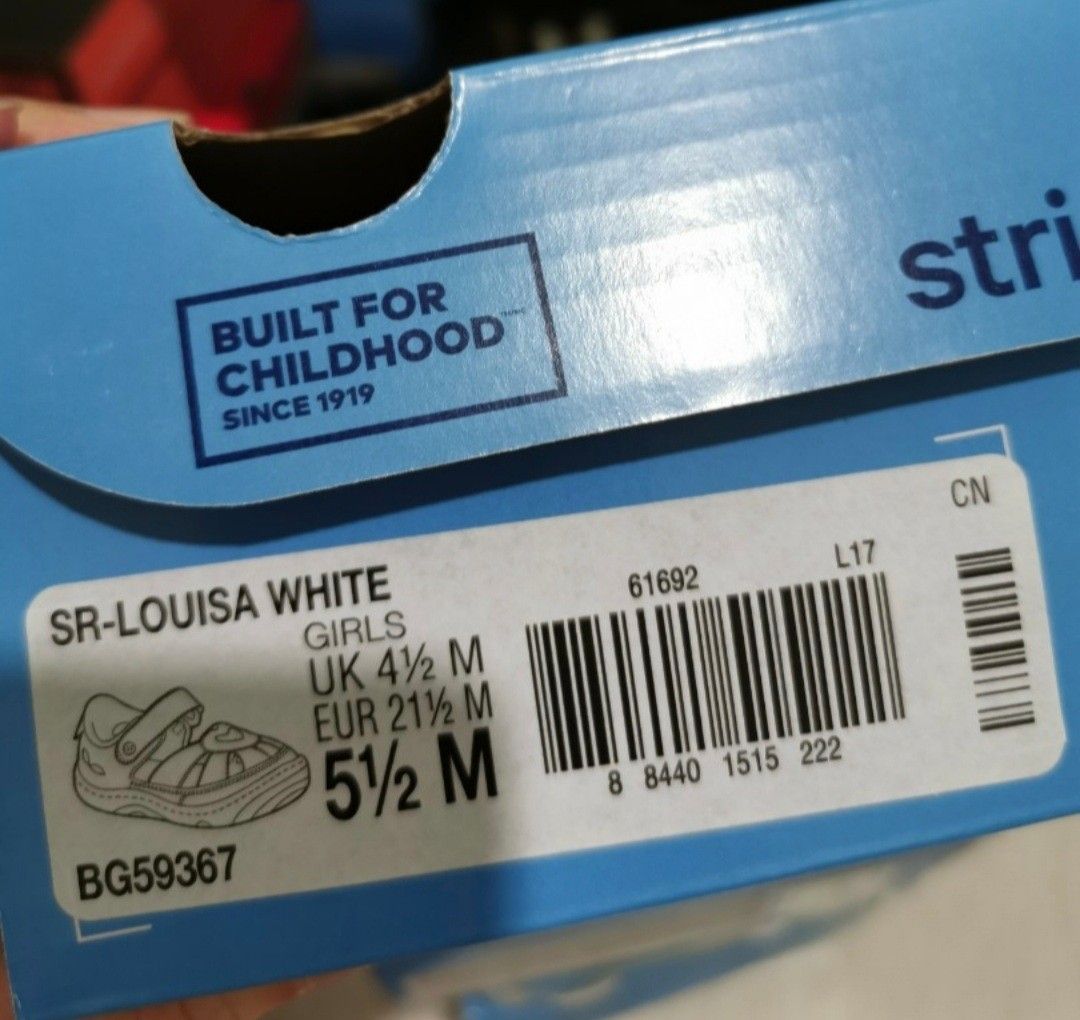 BUILT FOR
CHILDHOOD™
SINCE 1919
stri
CN
SR-LOUISA WHITE
GIRLS
UK 4½ M
EUR 21½ M
5½ M
BG59367
61692
L17
8 8440 1515 222